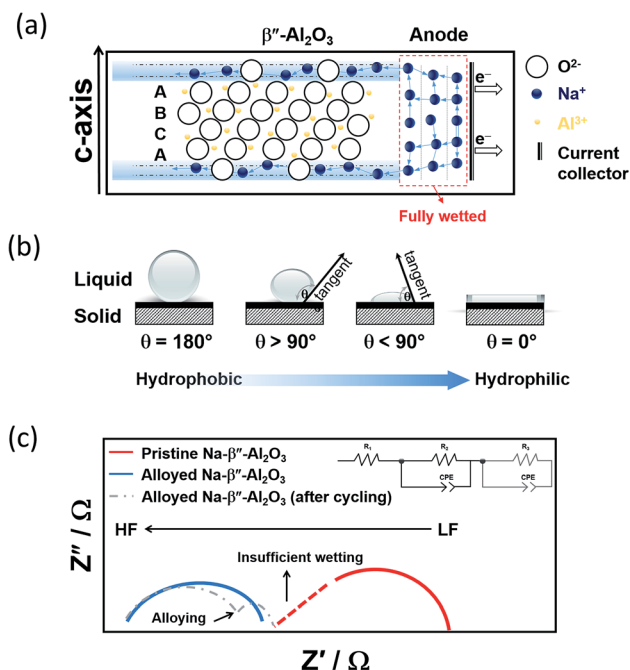 (a)
β″-Al₂O₃
Anode
c-axis
A
B
C
A
e⁻
e⁻
O²⁻
Na⁺
Al³⁺
Current
collector
Fully wetted
(b)
Liquid
Solid
θ
tangent
θ
tangent
θ = 180°
θ > 90°
θ < 90°
θ = 0°
Hydrophobic
Hydrophilic
(c)
Pristine Na-β″-Al₂O₃
Alloyed Na-β″-Al₂O₃
Alloyed Na-β″-Al₂O₃ (after cycling)
R₁
R₂
R₃
CPE
CPE
HF
LF
Insufficient wetting
Alloying
Z″ / Ω
Z′ / Ω